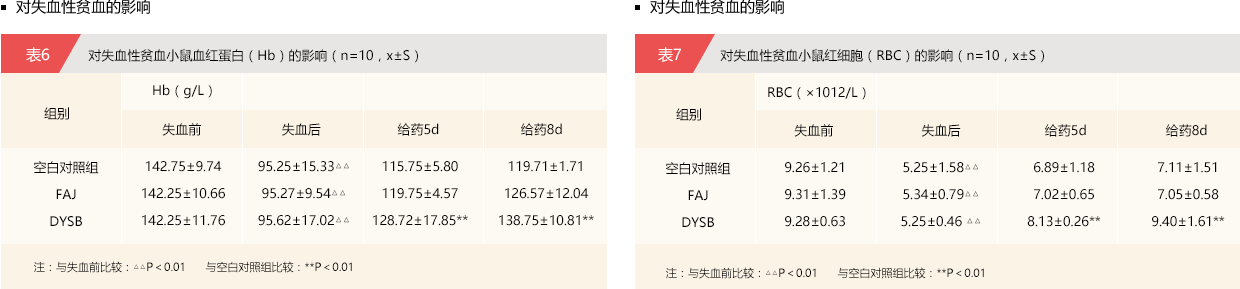 ▪ 对失血性贫血的影响
表6 对失血性贫血小鼠血红蛋白（Hb）的影响（n=10，x±S）
组别 Hb（g/L）
失血前 失血后 给药5d 给药8d
空白对照组 142.75±9.74 95.25±15.33△△ 115.75±5.80 119.71±1.71
FAJ 142.25±10.66 95.27±9.54△△ 119.75±4.57 126.57±12.04
DYSB 142.25±11.76 95.62±17.02△△ 128.72±17.85** 138.75±10.81**
注：与失血前比较：△△P＜0.01 与空白对照组比较：**P＜0.01
▪ 对失血性贫血的影响
表7 对失血性贫血小鼠红细胞（RBC）的影响（n=10，x±S）
组别 RBC（×1012/L）
失血前 失血后 给药5d 给药8d
空白对照组 9.26±1.21 5.25±1.58△△ 6.89±1.18 7.11±1.51
FAJ 9.31±1.39 5.34±0.79△△ 7.02±0.65 7.05±0.58
DYSB 9.28±0.63 5.25±0.46 △△ 8.13±0.26** 9.40±1.61**
注：与失血前比较：△△P＜0.01 与空白对照组比较：**P＜0.01